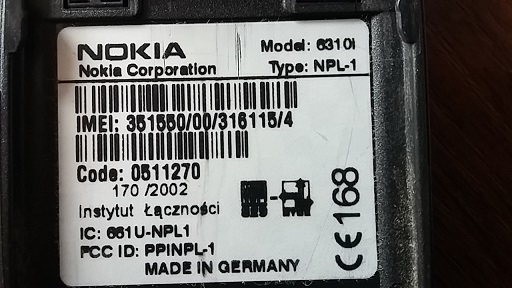 NOKIA
Model: 6310i
Nokia Corporation
Type: NPL-1
IMEI: 351550/00/316115/4
Code: 0511270
170 /2002
Instytut Łączności
IC: 661U-NPL1
FCC ID: PPINPL-1
MADE IN GERMANY
CE168